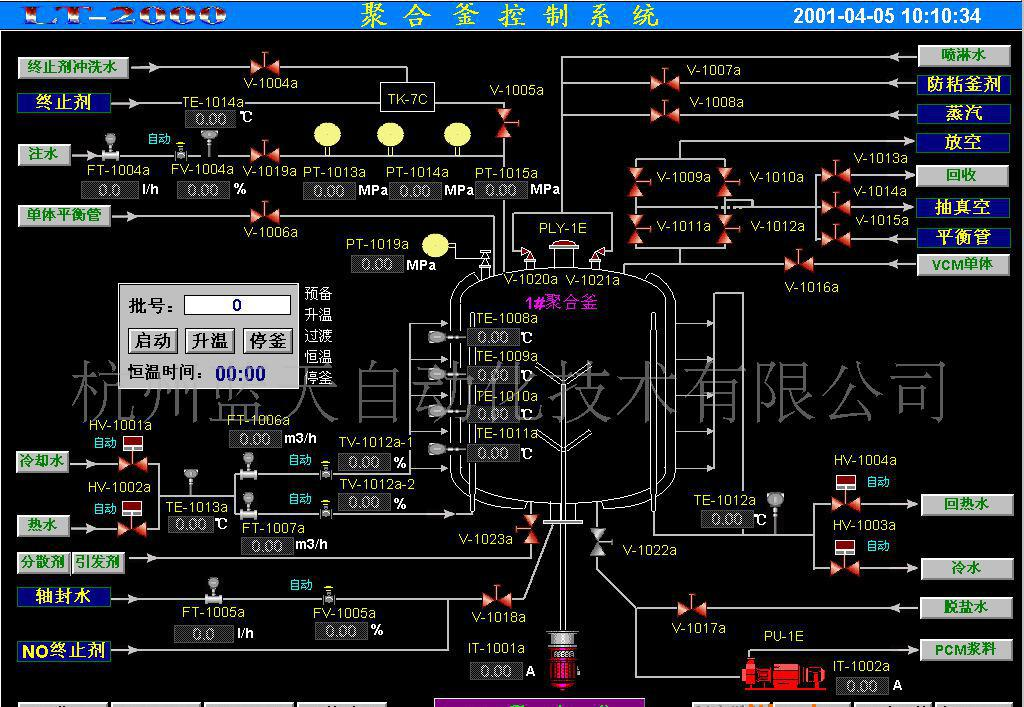 LT-2000 聚合釜控制系统 2001-04-05 10:10:34
终止剂冲洗水
V-1004a
终止剂
TE-1014a
0.00 ℃
TK-7C
V-1005a
V-1007a
V-1008a
喷淋水
防粘釜剂
蒸汽
放空
注水
FT-1004a
0.0 l/h
自动
FV-1004a
0.00 %
V-1019a
PT-1013a
0.00 MPa
PT-1014a
0.00 MPa
PT-1015a
0.00 MPa
V-1009a
V-1010a
V-1011a
V-1012a
V-1013a
V-1014a
V-1015a
回收
抽真空
平衡管
VCM单体
V-1016a
单体平衡管
V-1006a
PT-1019a
0.00 MPa
PLY-1E
V-1020a
V-1021a
1#聚合釜
批号: 0
启动 升温 停釜
恒温时间: 00:00
预备
升温
过渡
恒温
停釜
TE-1008a
0.00 ℃
TE-1009a
0.00 ℃
TE-1010a
0.00 ℃
TE-1011a
0.00 ℃
杭州蓝天自动化技术有限公司
HV-1001a
自动
冷却水
HV-1002a
自动
热水
TE-1013a
0.00 ℃
FT-1006a
0.00 m3/h
自动
TV-1012a-1
0.00 %
自动
TV-1012a-2
0.00 %
FT-1007a
0.00 m3/h
V-1023a
V-1022a
TE-1012a
0.00 ℃
HV-1004a
自动
回热水
HV-1003a
自动
冷水
分散剂 引发剂
轴封水
FT-1005a
0.0 l/h
自动
FV-1005a
0.00 %
V-1018a
V-1017a
脱盐水
NO终止剂
IT-1001a
0.00 A
PU-1E
IT-1002a
0.00 A
PCM浆料